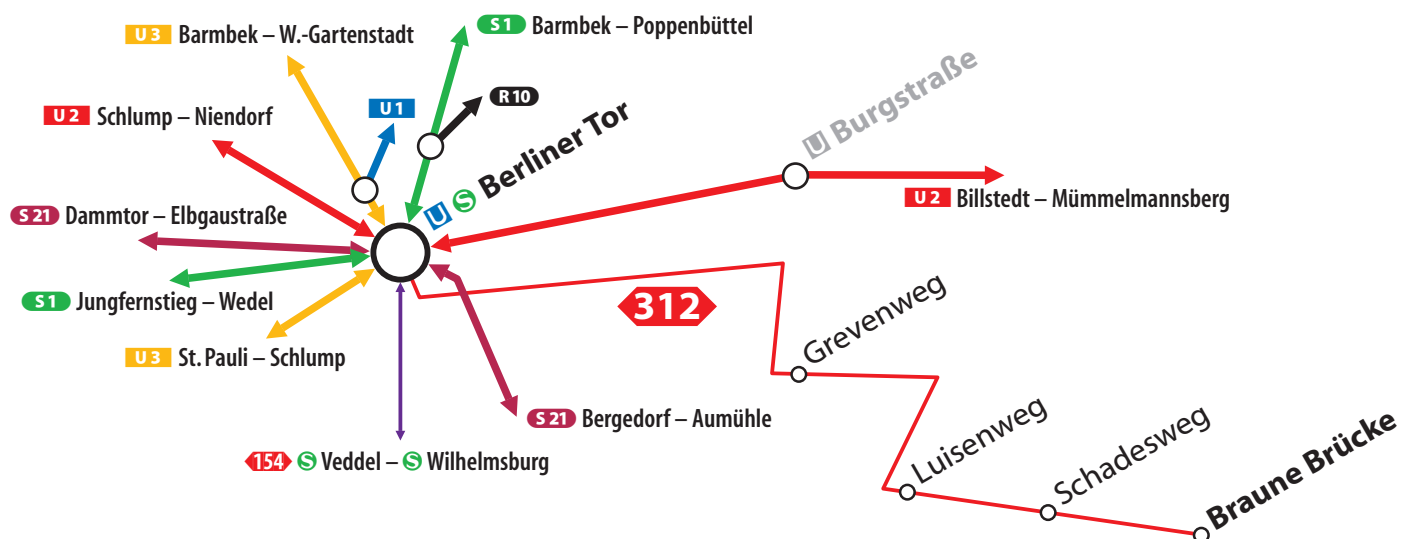 U3 Barmbek – W.-Gartenstadt
S1 Barmbek – Poppenbüttel
U2 Schlump – Niendorf
U1
R10
U S Berliner Tor
U Burgstraße
U2 Billstedt – Mümmelmannsberg
S21 Dammtor – Elbgaustraße
S1 Jungfernstieg – Wedel
312
U3 St. Pauli – Schlump
Grevenweg
S21 Bergedorf – Aumühle
154 S Veddel – S Wilhelmsburg
Luisenweg
Schadesweg
Braune Brücke